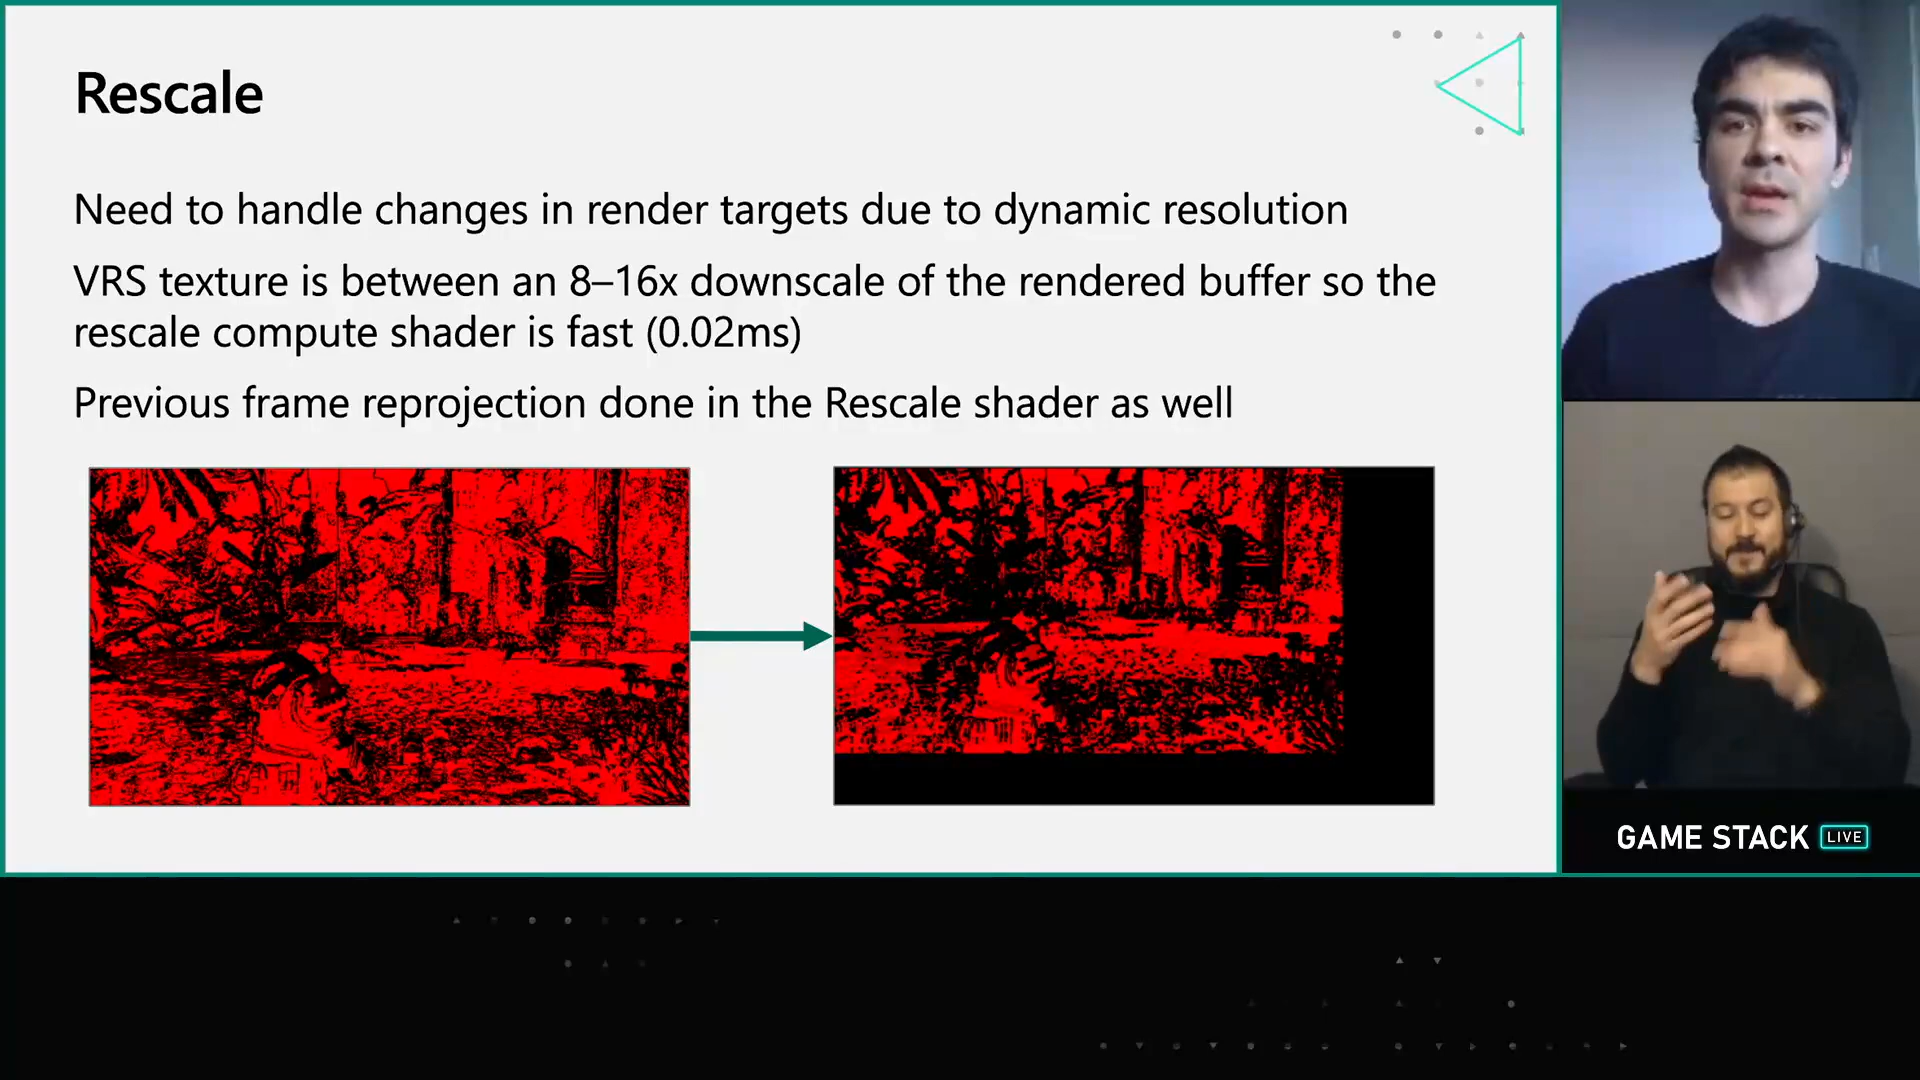 Rescale
Need to handle changes in render targets due to dynamic resolution
VRS texture is between an 8–16x downscale of the rendered buffer so the
rescale compute shader is fast (0.02ms)
Previous frame reprojection done in the Rescale shader as well
GAME STACK LIVE